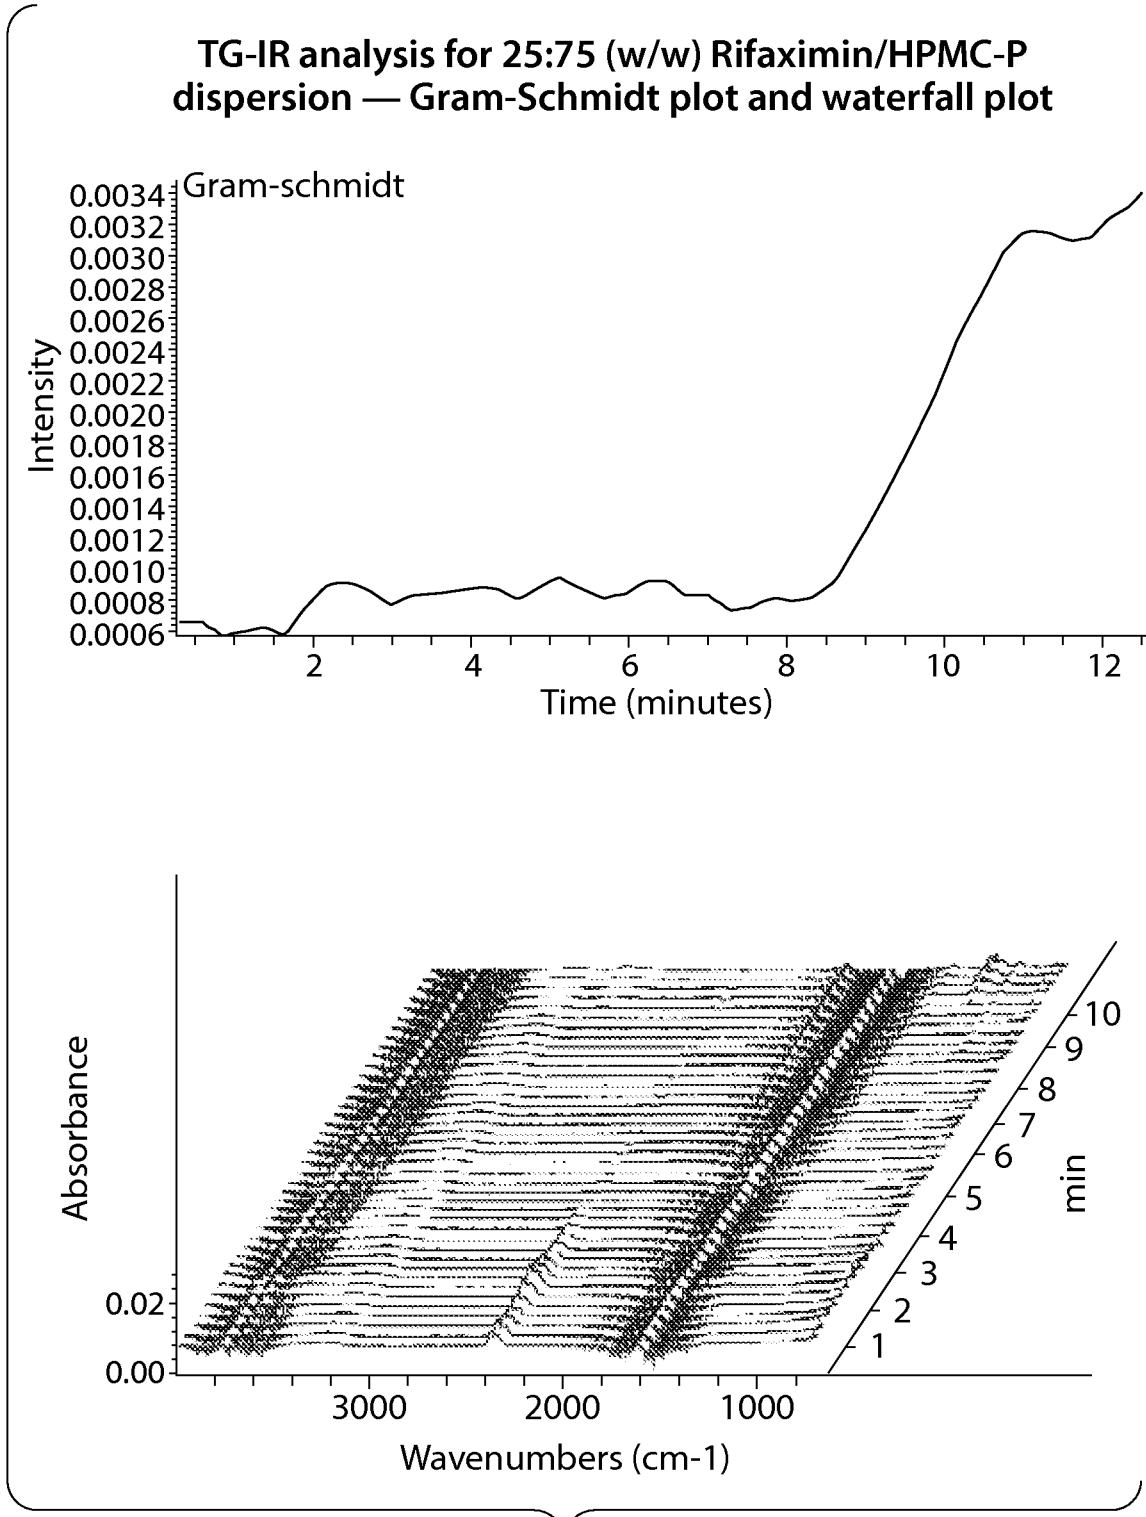 TG-IR analysis for 25:75 (w/w) Rifaximin/HPMC-P
dispersion — Gram-Schmidt plot and waterfall plot
Gram-schmidt
0.0034
0.0032
0.0030
0.0028
0.0026
0.0024
0.0022
0.0020
0.0018
0.0016
0.0014
0.0012
0.0010
0.0008
0.0006
Intensity
2 4 6 8 10 12
Time (minutes)
Absorbance
0.02
0.00
10
9
8
7
6
5
4
3
2
1
min
3000 2000 1000
Wavenumbers (cm-1)